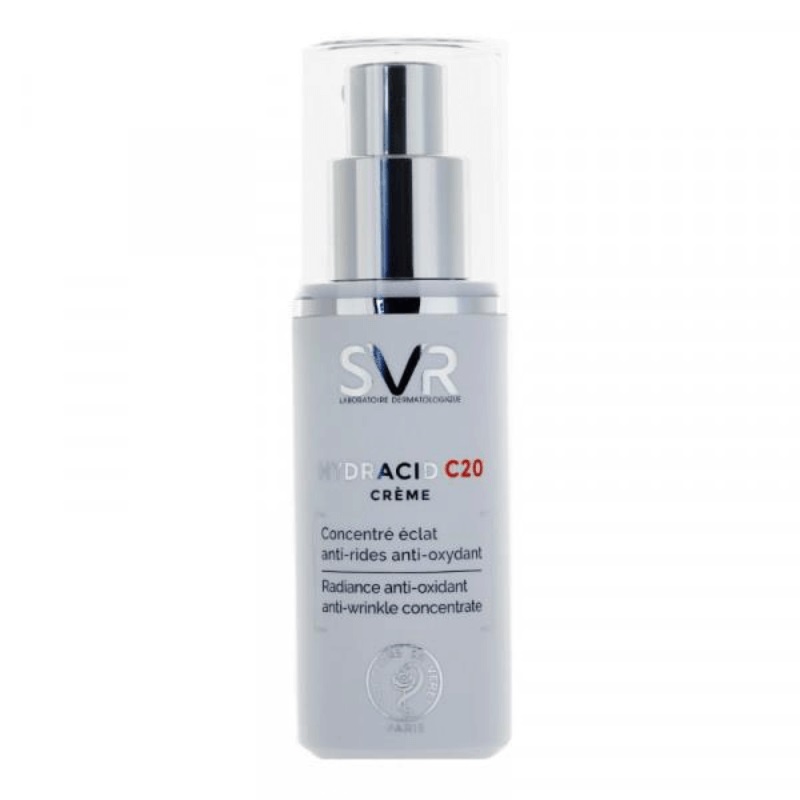 SVR
LABORATOIRE DERMATOLOGIQUE
HYDRACID C20
CRÈME
Concentré éclat
anti-rides anti-oxydant
Radiance anti-oxidant
anti-wrinkle concentrate
PARIS